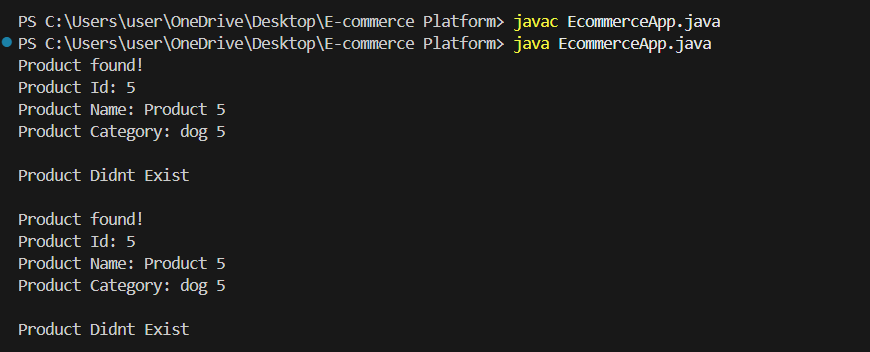 PS C:\Users\user\OneDrive\Desktop\E-commerce Platform> javac EcommerceApp.java
PS C:\Users\user\OneDrive\Desktop\E-commerce Platform> java EcommerceApp.java
Product found!
Product Id: 5
Product Name: Product 5
Product Category: dog 5
Product Didnt Exist
Product found!
Product Id: 5
Product Name: Product 5
Product Category: dog 5
Product Didnt Exist